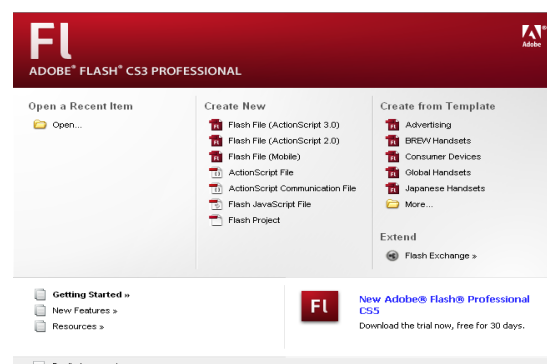 Fl
Adobe
ADOBE® FLASH® CS3 PROFESSIONAL
Open a Recent Item
Open...
Create New
Flash File (ActionScript 3.0)
Flash File (ActionScript 2.0)
Flash File (Mobile)
ActionScript File
ActionScript Communication File
Flash JavaScript File
Flash Project
Create from Template
Advertising
BREW Handsets
Consumer Devices
Global Handsets
Japanese Handsets
More...
Extend
Flash Exchange »
Getting Started »
New Features »
Resources »
Fl
New Adobe® Flash® Professional
CS5
Download the trial now, free for 30 days.